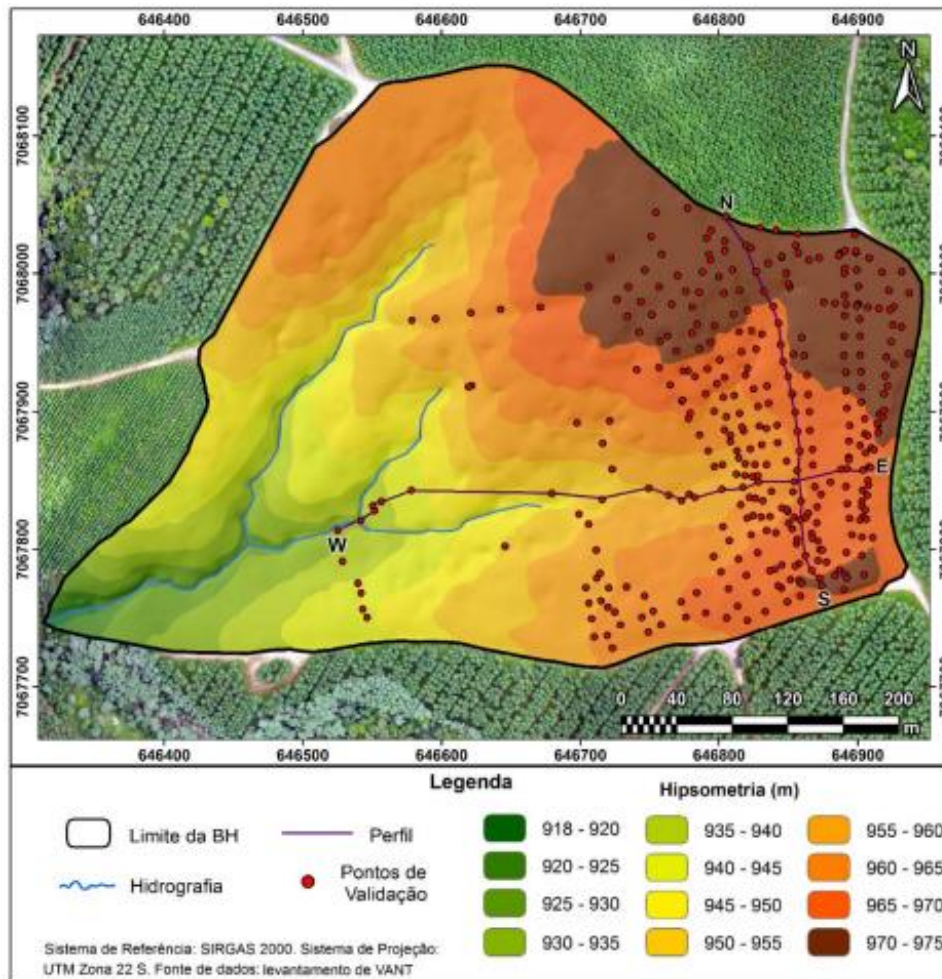 646400 646500 646600 646700 646800 646900
N
7068100
7068000
7067900
7067800
7067700
N
E
W
S
0 40 80 120 160 200
m
646400 646500 646600 646700 646800 646900
Legenda
Limite da BH
Perfil
Hidrografia
Pontos de
Validação
Hipsometria (m)
918 - 920
920 - 925
925 - 930
930 - 935
935 - 940
940 - 945
945 - 950
950 - 955
955 - 960
960 - 965
965 - 970
970 - 975
Sistema de Referência: SIRGAS 2000. Sistema de Projeção:
UTM Zona 22 S. Fonte de dados: levantamento de VANT